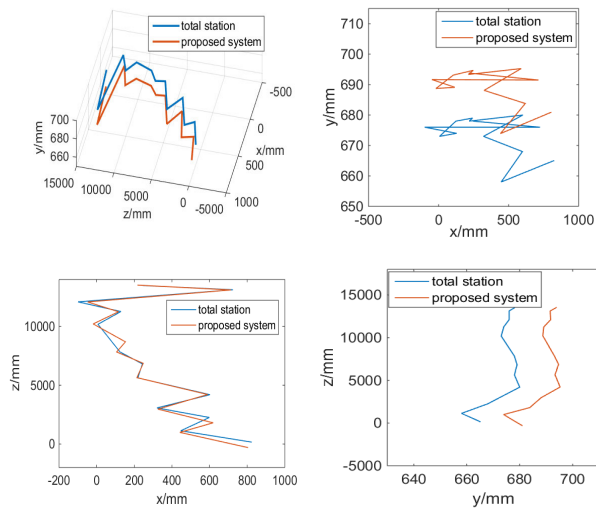 total station
proposed system
y/mm
700
680
660
15000
10000
5000
0
-5000
z/mm
-500
0
500
x/mm
total station
proposed system
y/mm
710
700
690
680
670
660
650
-500
0
500
1000
x/mm
total station
proposed system
z/mm
10000
5000
0
-200
0
200
400
600
800
1000
x/mm
total station
proposed system
z/mm
15000
10000
5000
0
-5000
640
660
680
700
y/mm